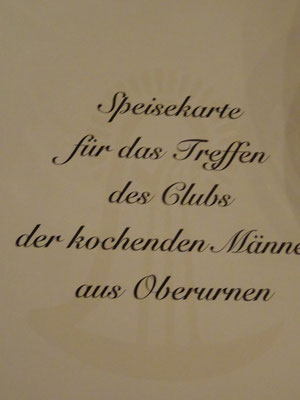 Speisekarte
für das Treffen
des Clubs
der kochenden Männe
aus Oberurnen